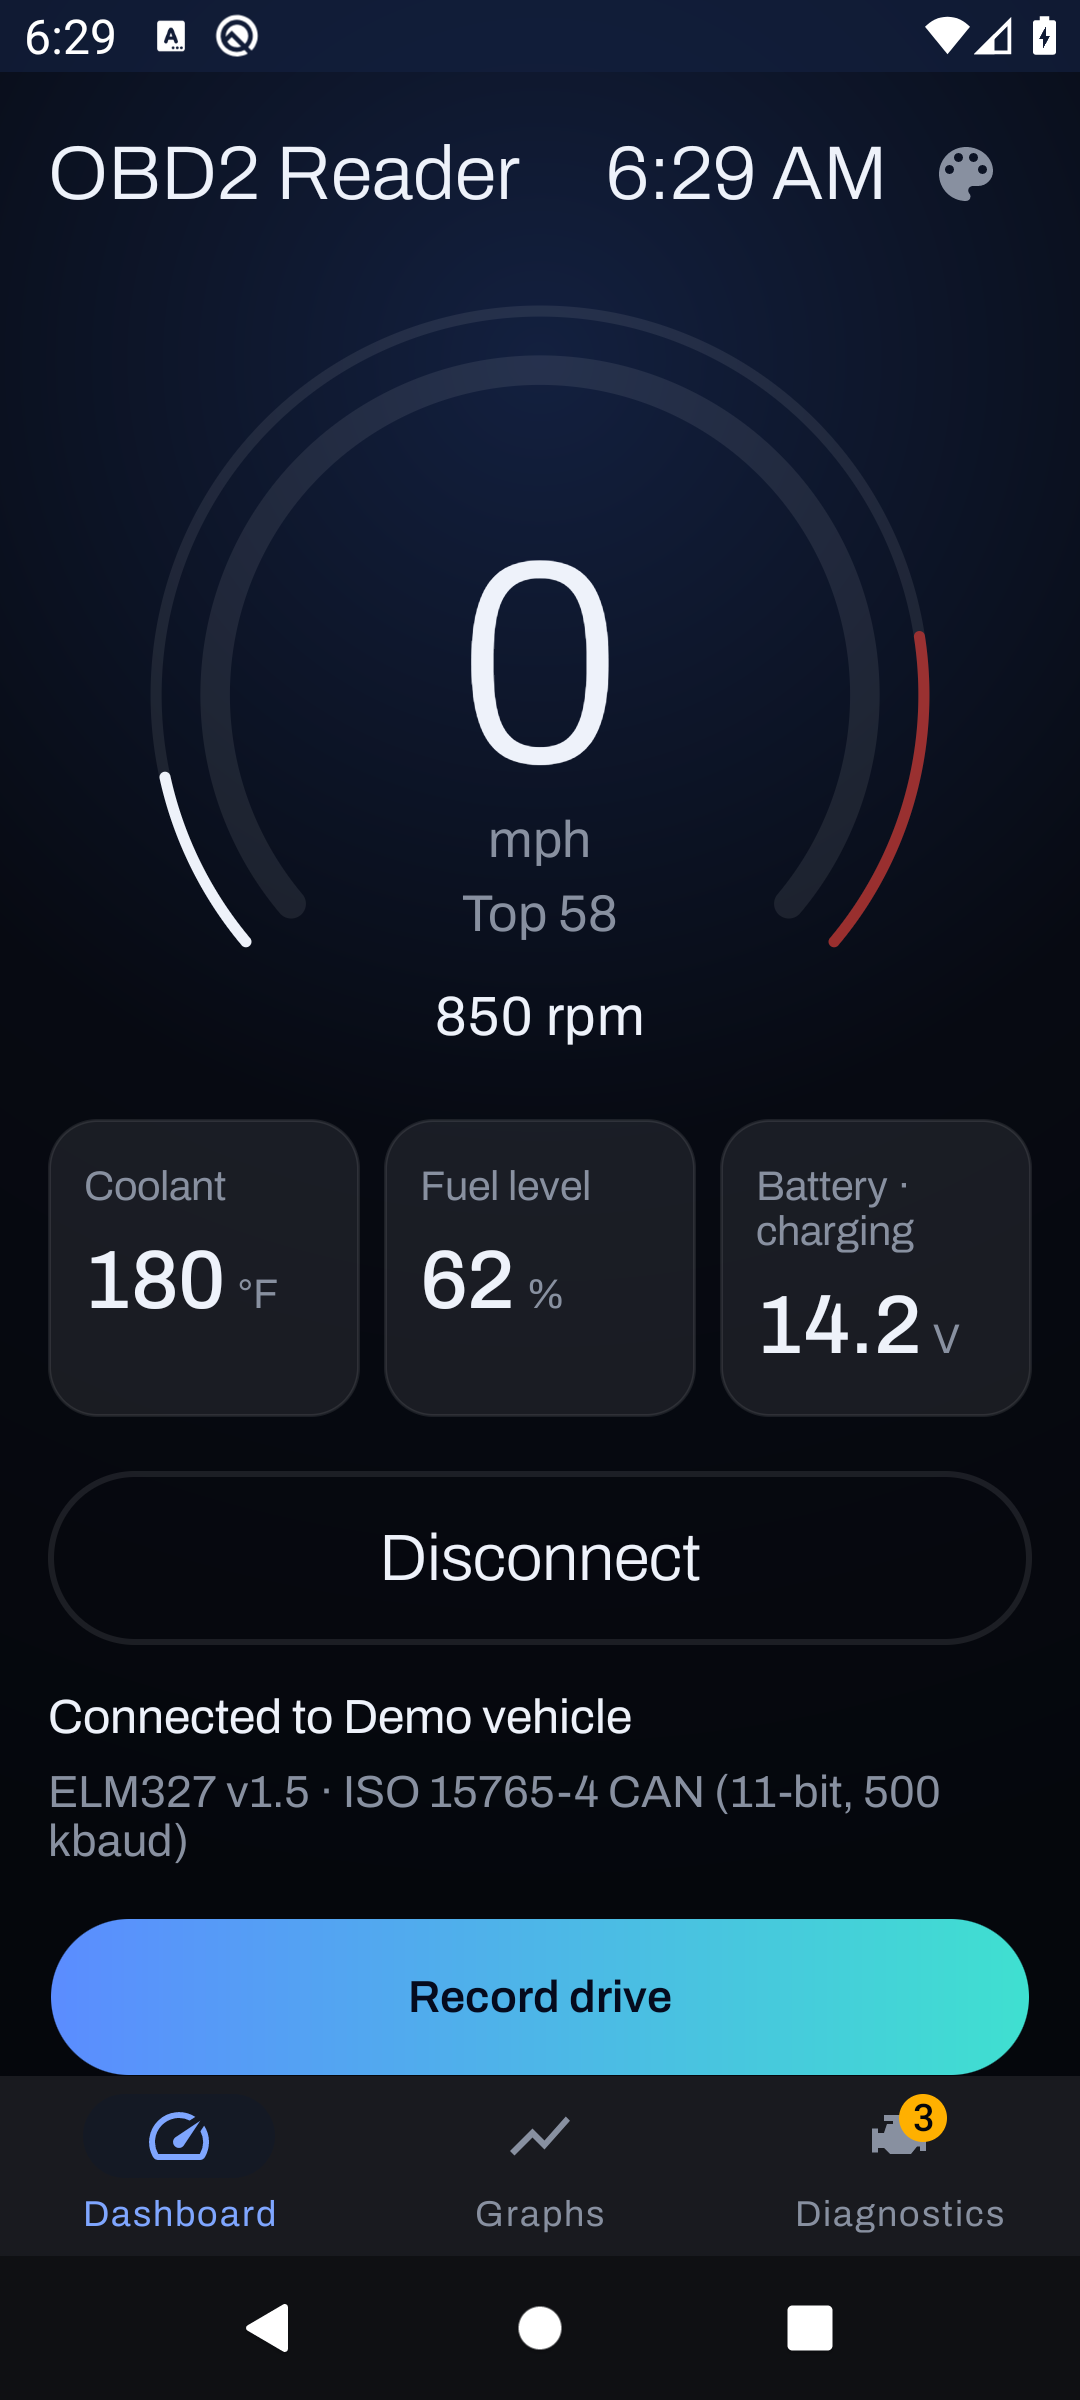 6:29
OBD2 Reader
6:29 AM
0
mph
Top 58
850 rpm
Coolant
180 °F
Fuel level
62 %
Battery ·
charging
14.2 V
Disconnect
Connected to Demo vehicle
ELM327 v1.5 · ISO 15765-4 CAN (11-bit, 500
kbaud)
Record drive
3
Dashboard
Graphs
Diagnostics